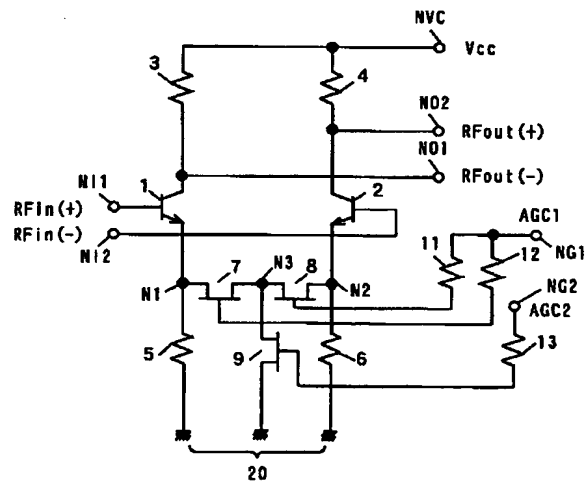 NVC
Vcc
3
4
NO2
RFout(+)
NO1
RFout(-)
NI1
1
2
RFin(+)
RFin(-)
NI2
AGC1
NG1
11
12
N1
7
N3
8
N2
NG2
AGC2
5
9
6
13
20